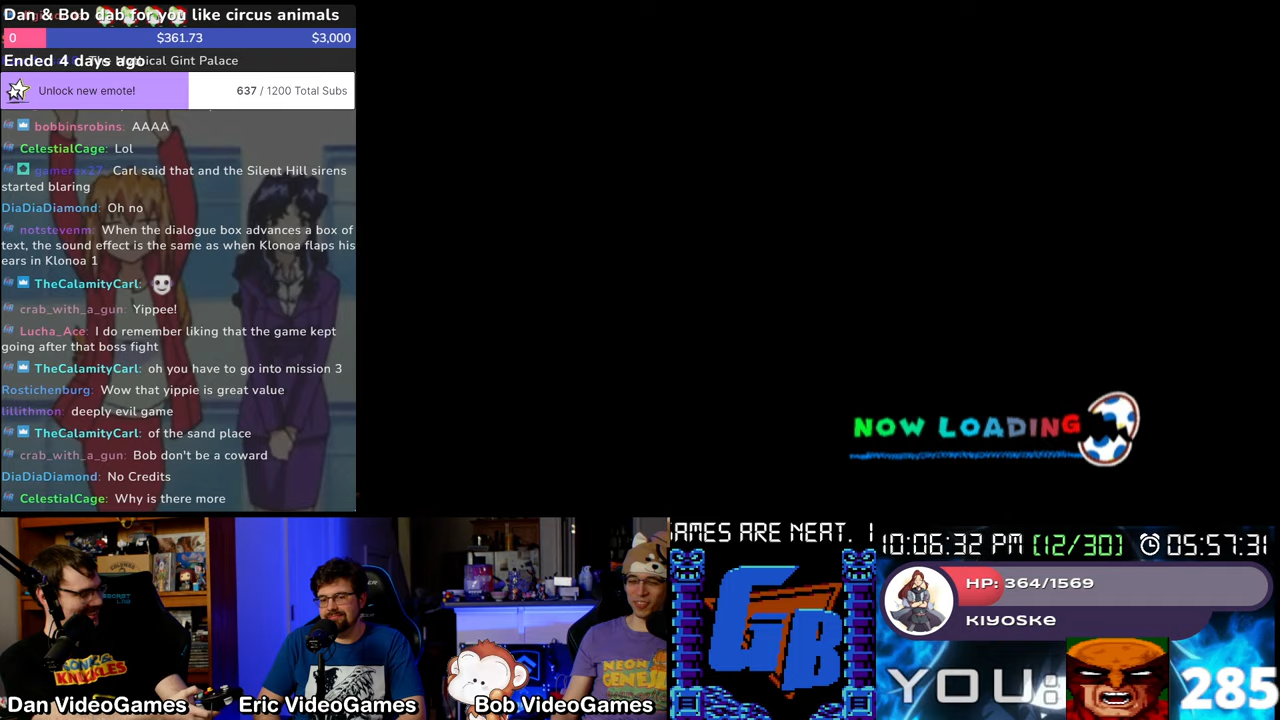 Dan & Bob dab for you like circus animals
0 $361.73 $3,000
Ended 4 days ago
Gint Palace
Unlock new emote! 637 / 1200 Total Subs
bobbinsrobins: AAAA
CelestialCage: Lol
gamerex27: Carl said that and the Silent Hill sirens
started blaring
DiaDiaDiamond: Oh no
notstevenm: When the dialogue box advances a box of
text, the sound effect is the same as when Klonoa flaps his
ears in Klonoa 1
TheCalamityCarl:
crab_with_a_gun: Yippee!
Lucha_Ace: I do remember liking that the game kept
going after that boss fight
TheCalamityCarl: oh you have to go into mission 3
Rostichenburg: Wow that yippie is great value
lillithmon: deeply evil game
TheCalamityCarl: of the sand place
crab_with_a_gun: Bob don't be a coward
DiaDiaDiamond: No Credits
CelestialCage: Why is there more
NOW LOADING
AMES ARE NEAT. I
10:06:32 PM [12/30] 05:57:31
HP: 364/1569
KIYOSKE
GB
KNUCKLES
NEON
GENESIS
YOU:
285
Dan VideoGames
Eric VideoGames
Bob VideoGames